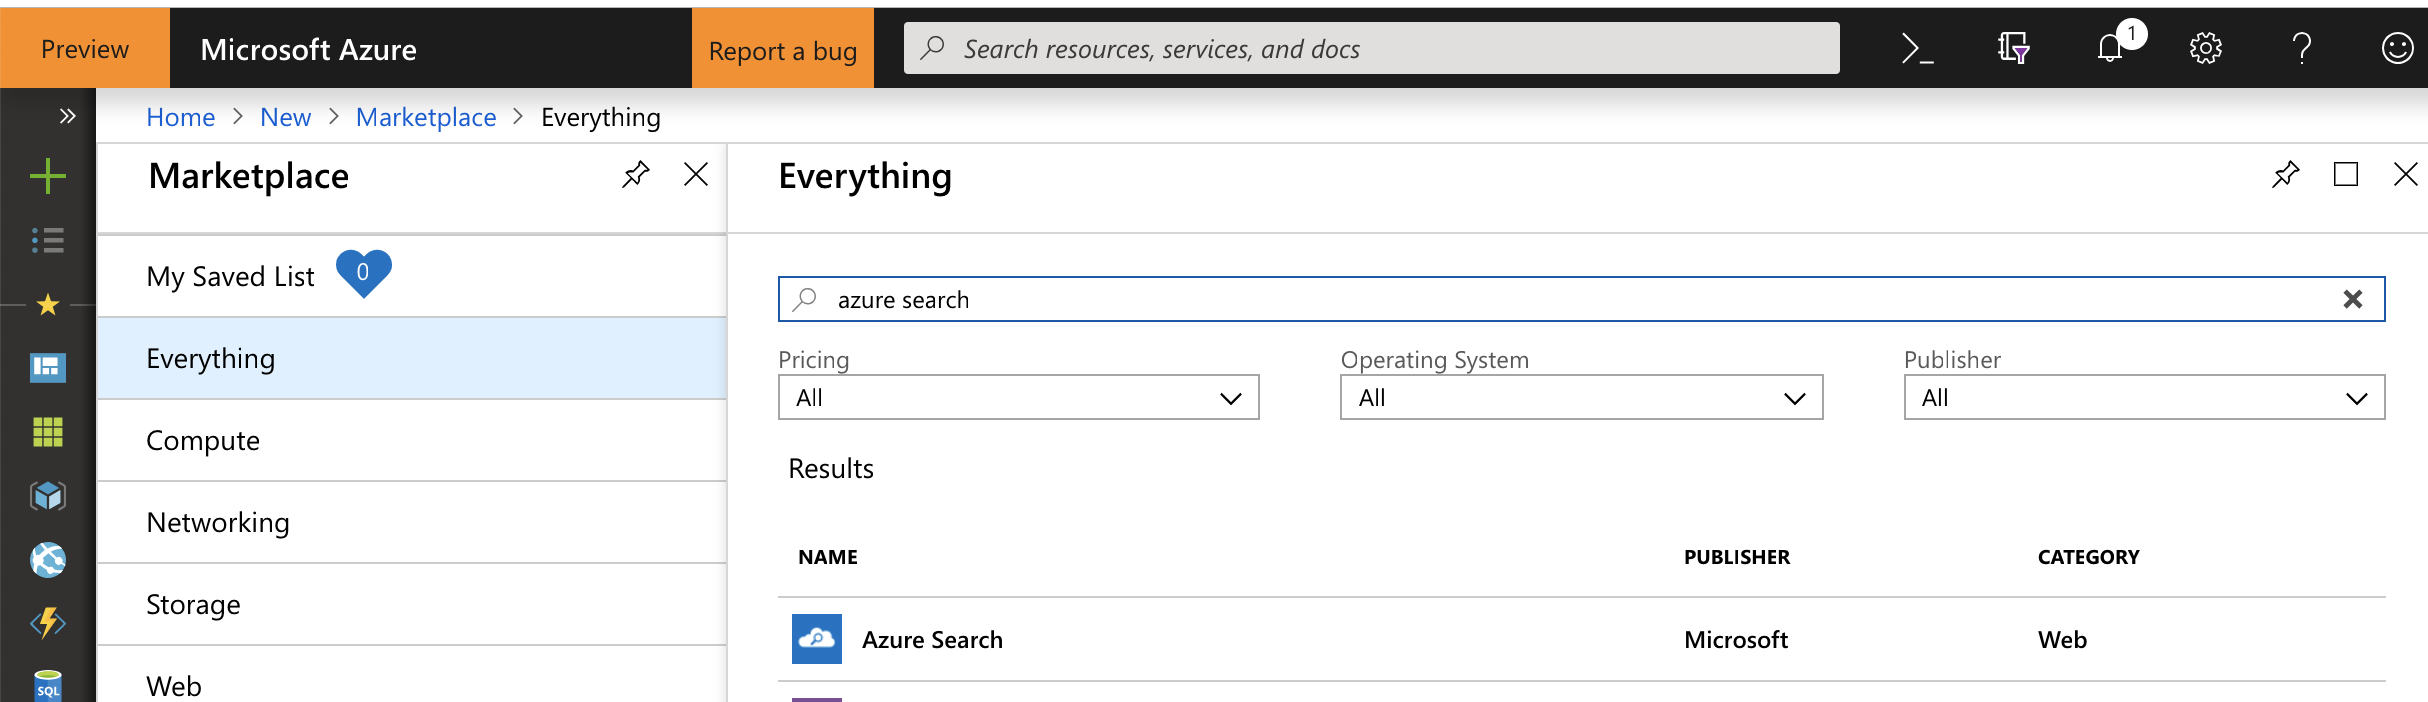 Preview
Microsoft Azure
Report a bug
Search resources, services, and docs
1
Home > New > Marketplace > Everything
Marketplace
My Saved List 0
Everything
Compute
Networking
Storage
Web
SQL
Everything
azure search
Pricing Operating System Publisher
All All All
Results
NAME PUBLISHER CATEGORY
Azure Search Microsoft Web